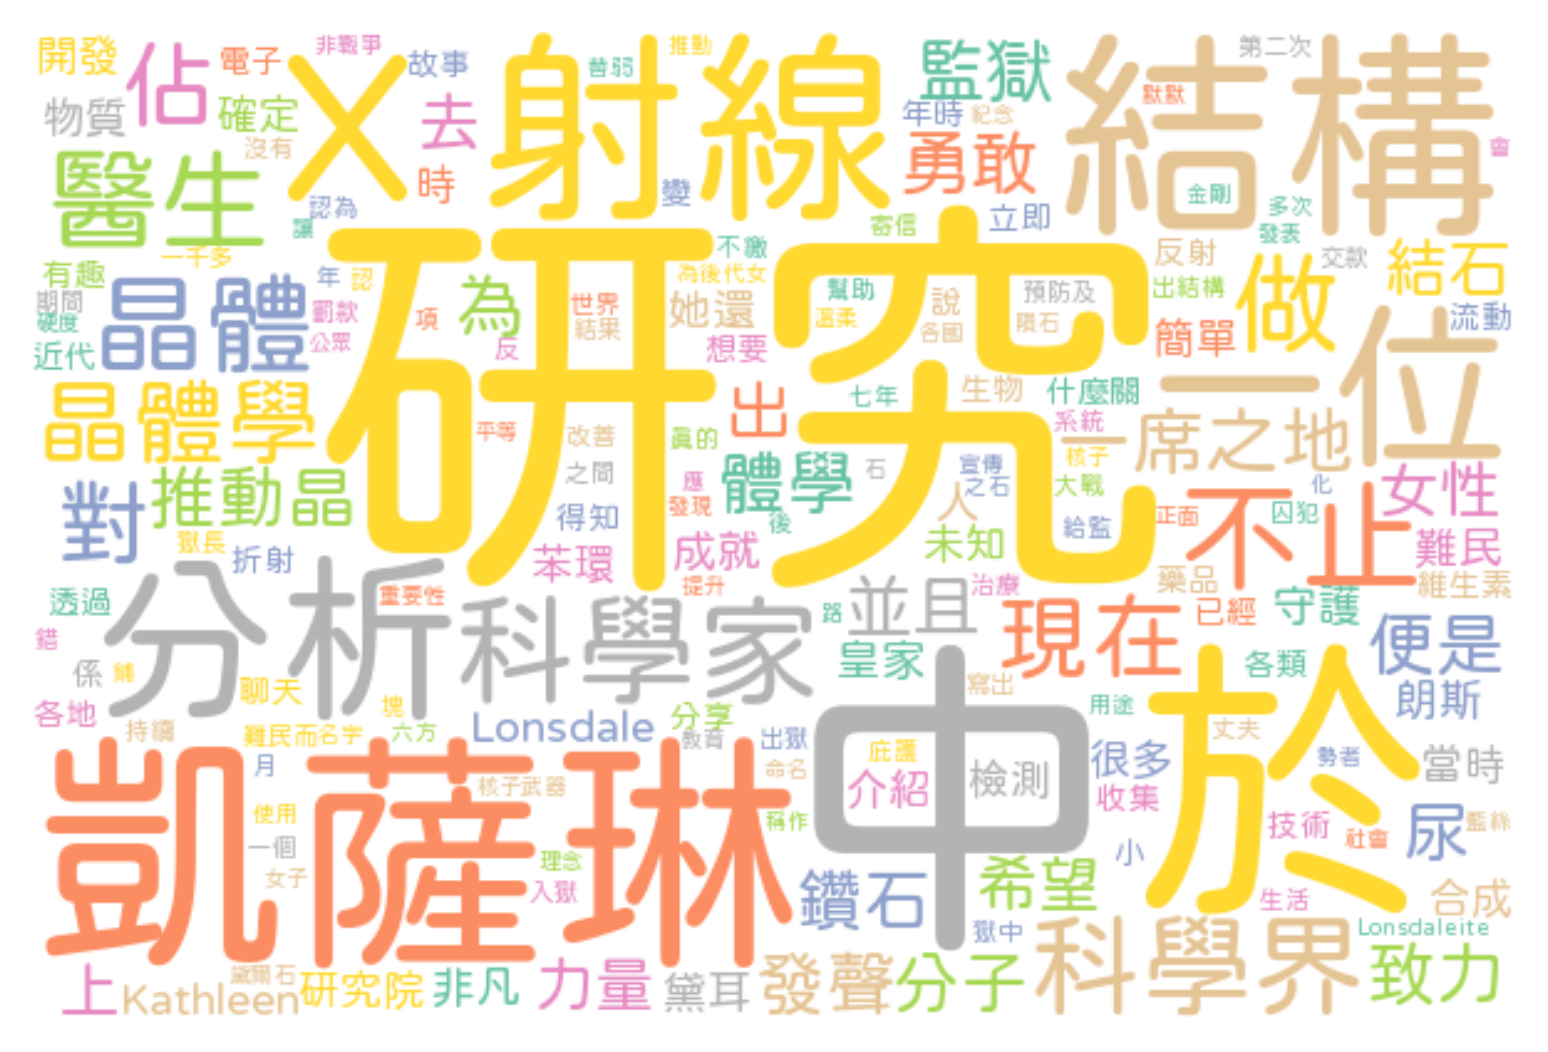 開發
佔
電子
非戰爭
故事
替弱
推動
監獄
第二次
結構
X射線
物質
確定
去
年時
紀念
默默
會
沒有
時
勇敢
醫生
認為
變
金剛
多次
讓
寄信
立即
發表
一千多
不繳
反射
交款
結石
有趣
年
認
為
為後代女
做
期間
晶體
罰款
項
世界
她還
幫助
說
預防及
出結構
硬度
結果
溫柔
各國
隕石
簡單
流動
近代
公眾
反
想要
研究
一位
晶體學
出
七年
生物
什麼關
平等
改善
真的
系統
一席之地
推動晶
之間
體學
石
宣傳
核子
對
應
之石
大戰
化
女性
發現
人
得知
後
給監
正面
不止
囚犯
獄長
折射
苯環
成就
未知
難民
透過
重要性
提升
治療
藥品
維生素
分析
科學家
路
並且
現在
已經
守護
錯
便是
係
鋪
皇家
各類
聊天
寫出
各地
塊
Lonsdale
分享
用途
朗斯
持續
難民而名字
六方
教育
出獄
中
丈夫
於
月
庇護
很多
勢者
當時
凱薩琳
核子武器
命名
介紹
檢測
收集
使用
稱作
技術
社會
尿
藍絲
一個
理念
小
女子
入獄
鑽石
希望
生活
合成
獄中
科學界
Lonsdaleite
上
黛爾石
Kathleen
研究院
非凡
力量
黛耳
發聲
分子
致力